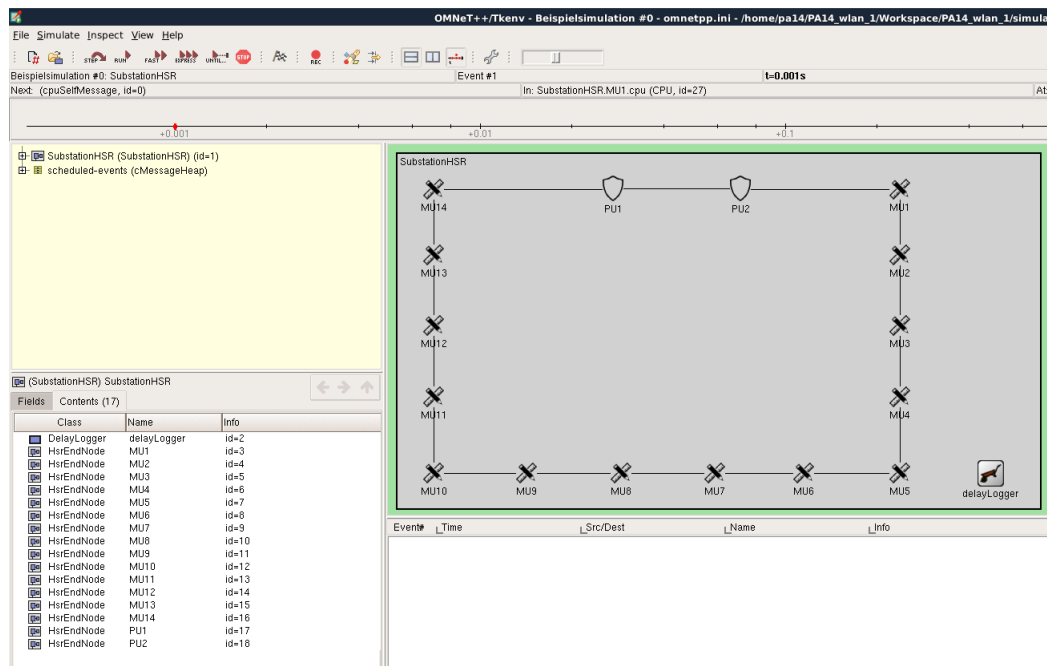 OMNeT++/Tkenv - Beispielsimulation #0 - omnetpp.ini - /home/pa14/PA14_wlan_1/Workspace/PA14_wlan_1/simula
File Simulate Inspect View Help
STEP RUN FAST EXPRESS UNTIL... STOP REC
Beispielsimulation #0: SubstationHSR Event #1 t=0.001s
Next: (cpuSelfMessage, id=0) In: SubstationHSR.MU1.cpu (CPU, id=27) At:
+0.001 +0.01 +0.1
SubstationHSR (SubstationHSR) (id=1)
scheduled-events (cMessageHeap)
SubstationHSR
MU14 PU1 PU2 MU1
MU13 MU2
MU12 MU3
MU11 MU4
MU10 MU9 MU8 MU7 MU6 MU5 delayLogger
(SubstationHSR) SubstationHSR
Fields Contents (17)
Class Name Info
DelayLogger delayLogger id=2
HsrEndNode MU1 id=3
HsrEndNode MU2 id=4
HsrEndNode MU3 id=5
HsrEndNode MU4 id=6
HsrEndNode MU5 id=7
HsrEndNode MU6 id=8
HsrEndNode MU7 id=9
HsrEndNode MU8 id=10
HsrEndNode MU9 id=11
HsrEndNode MU10 id=12
HsrEndNode MU11 id=13
HsrEndNode MU12 id=14
HsrEndNode MU13 id=15
HsrEndNode MU14 id=16
HsrEndNode PU1 id=17
HsrEndNode PU2 id=18
Event# Time Src/Dest Name Info